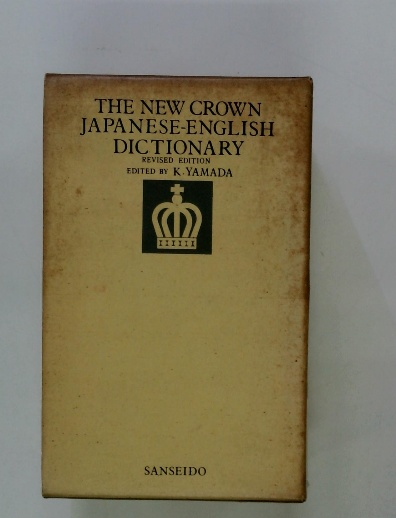 THE NEW CROWN
JAPANESE-ENGLISH
DICTIONARY
REVISED EDITION
EDITED BY K. YAMADA
SANSEIDO